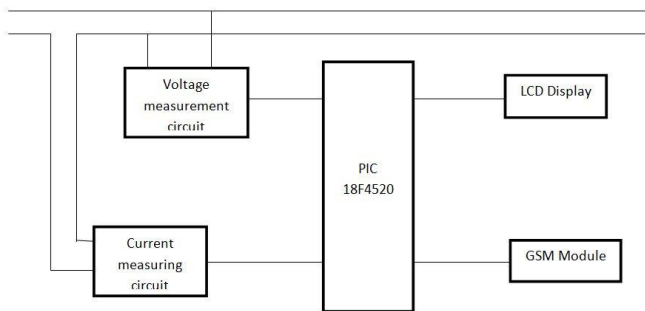 Voltage
measurement
circuit
LCD Display
PIC
18F4520
Current
measuring
circuit
GSM Module